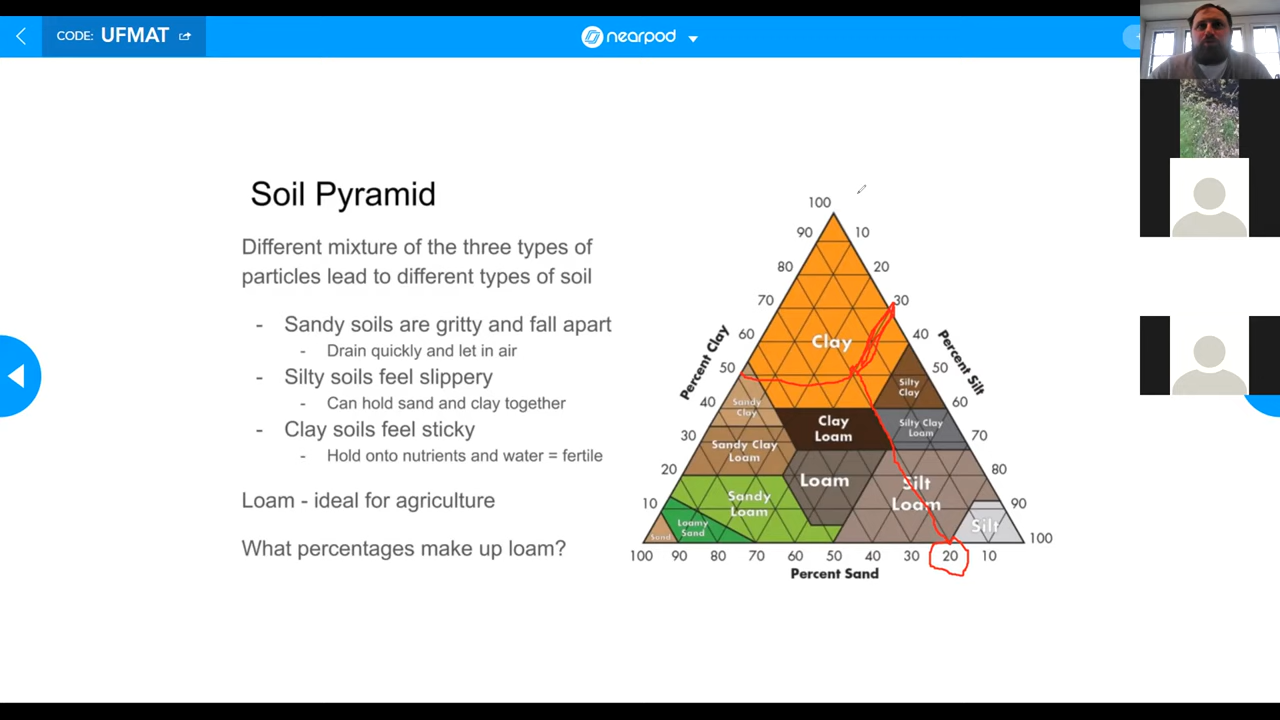 CODE: UFMAT
nearpod
Soil Pyramid
Different mixture of the three types of
particles lead to different types of soil
- Sandy soils are gritty and fall apart
- Drain quickly and let in air
- Silty soils feel slippery
- Can hold sand and clay together
- Clay soils feel sticky
- Hold onto nutrients and water = fertile
Loam - ideal for agriculture
What percentages make up loam?
100
90
80
70
60
50
40
30
20
10
Percent Clay
10
20
30
40
50
60
70
80
90
100
Percent Silt
Clay
Silty
Clay
Sandy
Clay
Clay
Loam
Silty Clay
Loam
Sandy Clay
Loam
Loam
Silt
Loam
Sandy
Loam
Loamy
Sand
Sand
Silt
100 90 80 70 60 50 40 30 20 10
Percent Sand